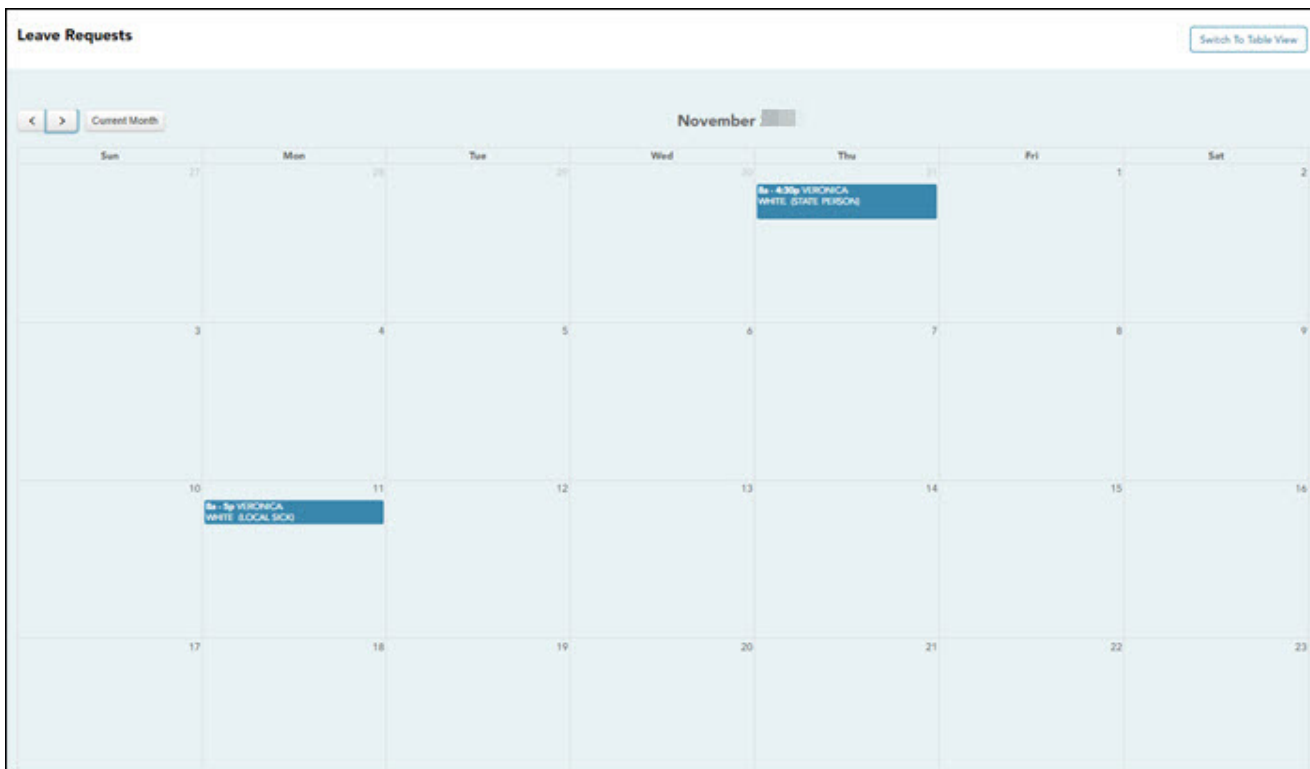 Leave Requests
Switch To Table View
< > Current Month
November
Sun Mon Tue Wed Thu Fri Sat
27 28 29 30 31 1 2
8a - 4:30p VERONICA
WHITE (STATE PERSON)
3 4 5 6 7 8 9
10 11 12 13 14 15 16
8a - 5p VERONICA
WHITE (LOCAL SICK)
17 18 19 20 21 22 23